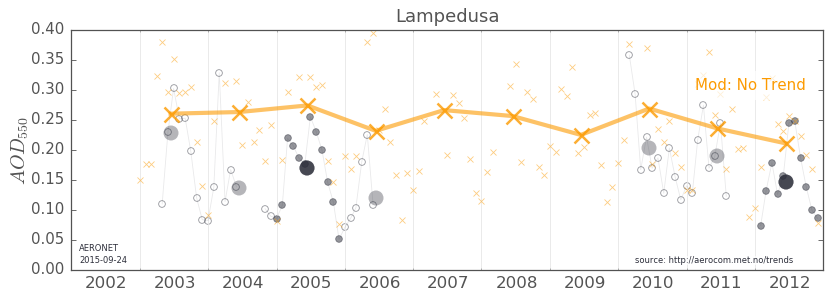 Lampedusa
0.40
0.35
0.30
0.25
0.20
0.15
0.10
0.05
0.00
AOD550
Mod: No Trend
AERONET
2015-09-24
source: http://aerocom.met.no/trends
2002 2003 2004 2005 2006 2007 2008 2009 2010 2011 2012